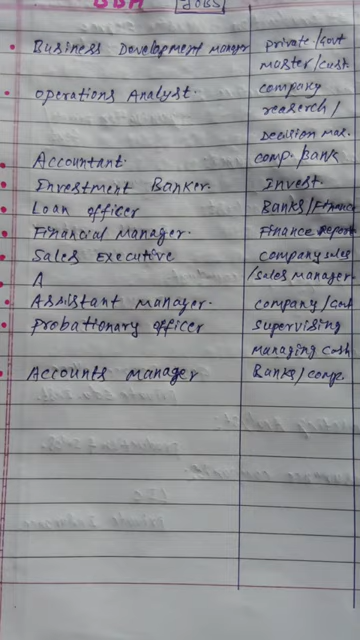 BBA JOBS
Business Development manager private/Govt
master/cust
operations Analyst. company
research/
Decision mak.
Accountant. comp./Bank
Envestment Banker. Invest.
Loan officer Banks/Finance
Financial Manager. Finance Report
Sales Executive company sales
A /Sales Manager.
Assistant manager. company/cust
probationary officer supervising
managing cash
Accounts manager Banks/comp.